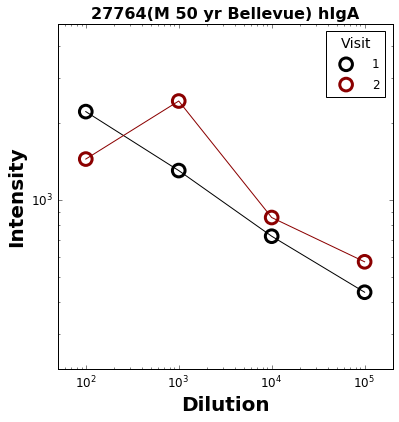 27764(M 50 yr Bellevue) hIgA
Visit
1
2
Intensity
10³
10² 10³ 10⁴ 10⁵
Dilution